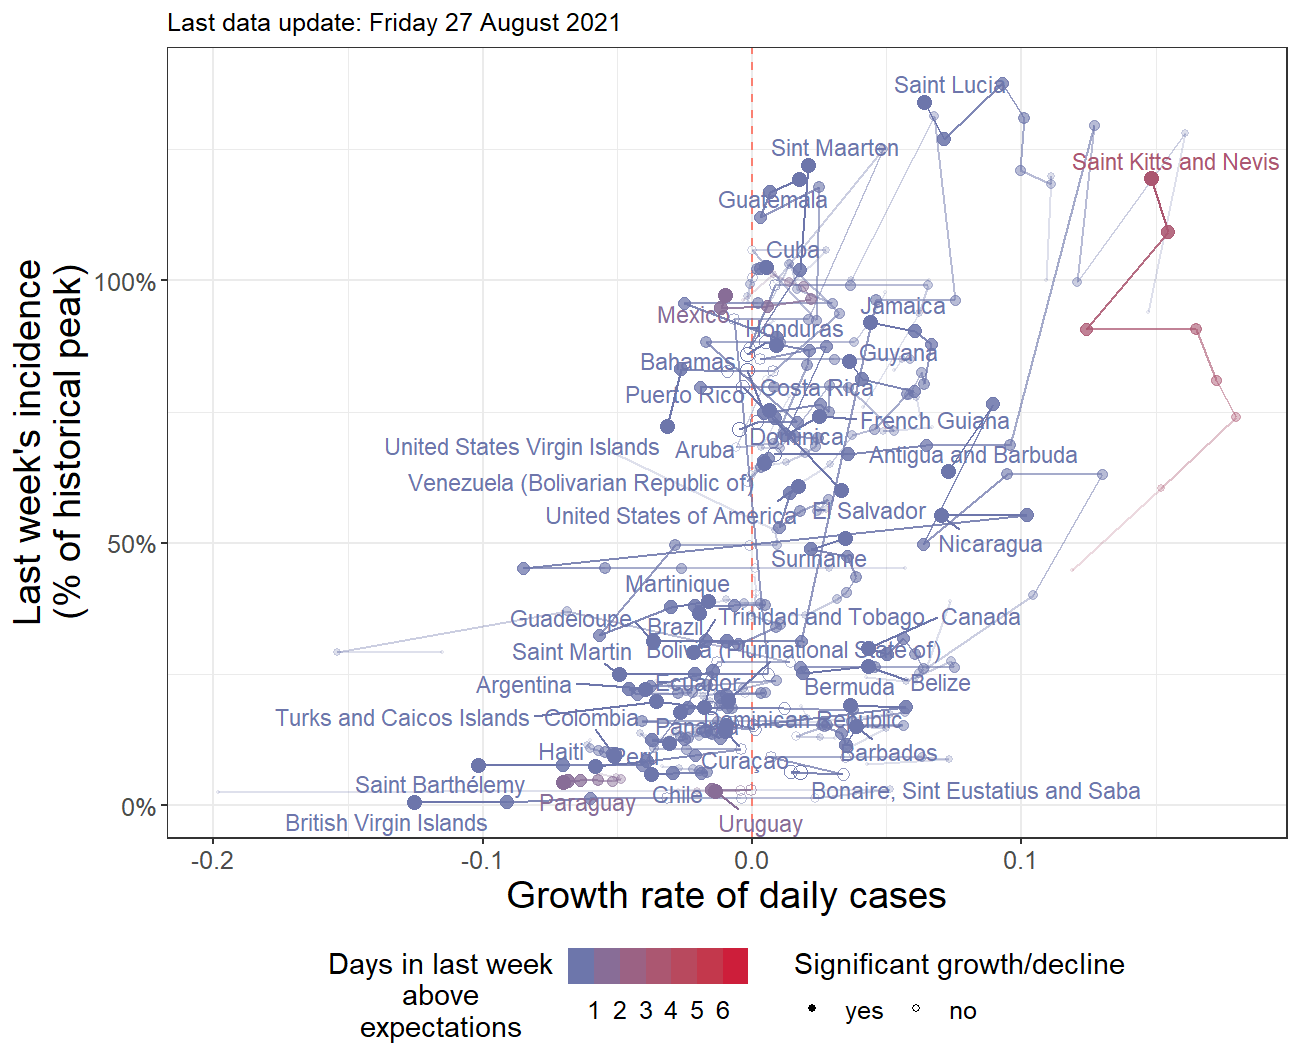 Last data update: Friday 27 August 2021
Last week's incidence
(% of historical peak)
100%
50%
0%
Saint Lucia
Sint Maarten
Saint Kitts and Nevis
Guatemala
Cuba
Mexico
Jamaica
Honduras
Guyana
Bahamas
Puerto Rico
Costa Rica
French Guiana
United States Virgin Islands
Aruba
Dominica
Antigua and Barbuda
Venezuela (Bolivarian Republic of)
United States of America
El Salvador
Nicaragua
Suriname
Martinique
Guadeloupe
Brazil
Trinidad and Tobago
Canada
Saint Martin
Bolivia (Plurinational State of)
Argentina
Ecuador
Bermuda
Belize
Turks and Caicos Islands
Colombia
Panama
Dominican Republic
Haiti
Peru
Curaçao
Barbados
Saint Barthélemy
Paraguay
Chile
Bonaire, Sint Eustatius and Saba
British Virgin Islands
Uruguay
-0.2 -0.1 0.0 0.1
Growth rate of daily cases
Days in last week
above
expectations
1 2 3 4 5 6
Significant growth/decline
yes no